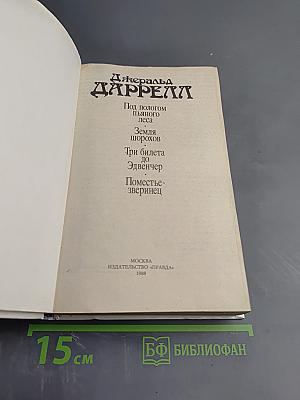 Джеральд
ДАРРЕЛЛ
Под пологом
пьяного
леса
Земля
шорохов
Три билета
до
Эдвенчер
Поместье-
зверинец
МОСКВА
ИЗДАТЕЛЬСТВО «ПРАВДА»
15 см
БФ БИБЛИОФАН